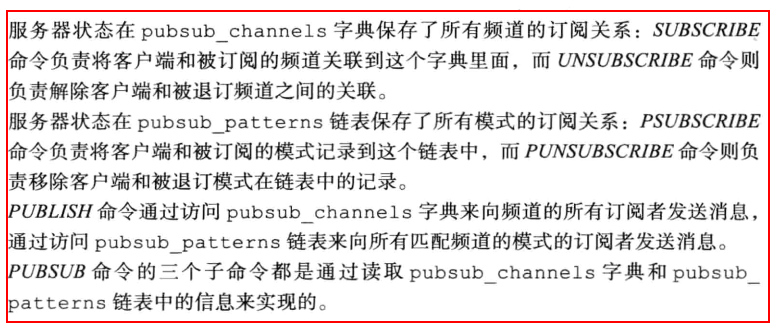 服务器状态在 pubsub_channels 字典保存了所有频道的订阅关系：SUBSCRIBE
命令负责将客户端和被订阅的频道关联到这个字典里面，而 UNSUBSCRIBE 命令则
负责解除客户端和被退订频道之间的关联。
服务器状态在 pubsub_patterns 链表保存了所有模式的订阅关系：PSUBSCRIBE
命令负责将客户端和被订阅的模式记录到这个链表中，而 PUNSUBSCRIBE 命令则负
责移除客户端和被退订模式在链表中的记录。
PUBLISH 命令通过访问 pubsub_channels 字典来向频道的所有订阅者发送消息，
通过访问 pubsub_patterns 链表来向所有匹配频道的模式的订阅者发送消息。
PUBSUB 命令的三个子命令都是通过读取 pubsub_channels 字典和 pubsub_
patterns 链表中的信息来实现的。